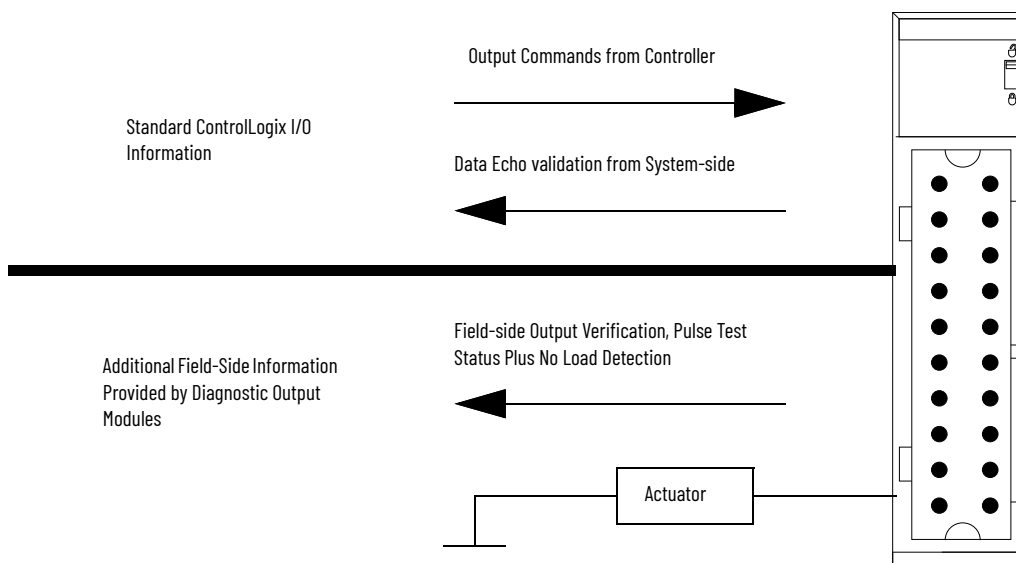 Output Commands from Controller
Standard ControlLogix I/O
Information
Data Echo validation from System-side
Field-side Output Verification, Pulse Test
Status Plus No Load Detection
Additional Field-Side Information
Provided by Diagnostic Output
Modules
Actuator